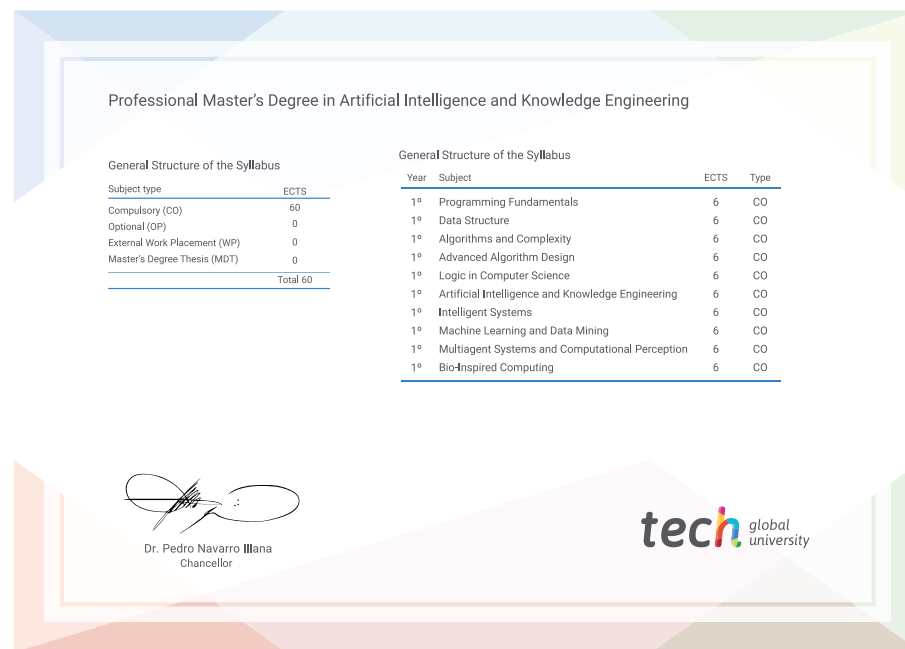 Professional Master's Degree in Artificial Intelligence and Knowledge Engineering
General Structure of the Syllabus
Subject type ECTS
Compulsory (CO) 60
Optional (OP) 0
External Work Placement (WP) 0
Master's Degree Thesis (MDT) 0
Total 60
General Structure of the Syllabus
Year Subject ECTS Type
1º Programming Fundamentals 6 CO
1º Data Structure 6 CO
1º Algorithms and Complexity 6 CO
1º Advanced Algorithm Design 6 CO
1º Logic in Computer Science 6 CO
1º Artificial Intelligence and Knowledge Engineering 6 CO
1º Intelligent Systems 6 CO
1º Machine Learning and Data Mining 6 CO
1º Multiagent Systems and Computational Perception 6 CO
1º Bio-Inspired Computing 6 CO
Dr. Pedro Navarro Illana
Chancellor
tech global
university